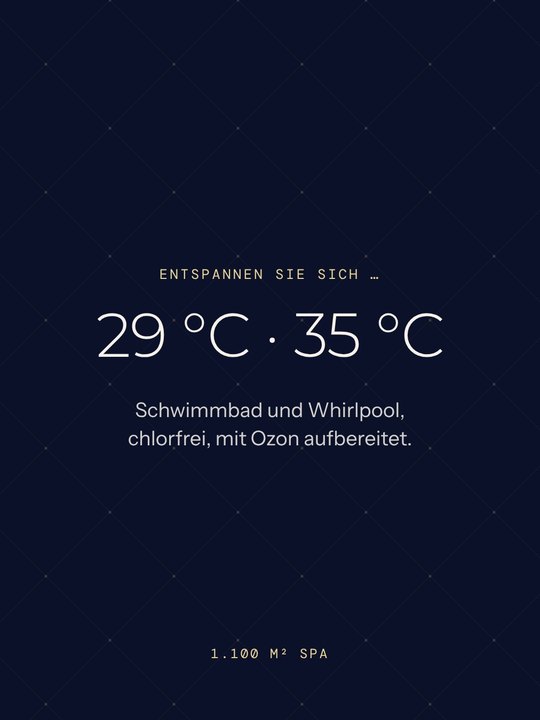 ENTSPANNEN SIE SICH …
29 °C · 35 °C
Schwimmbad und Whirlpool,
chlorfrei, mit Ozon aufbereitet.
1.100 M² SPA